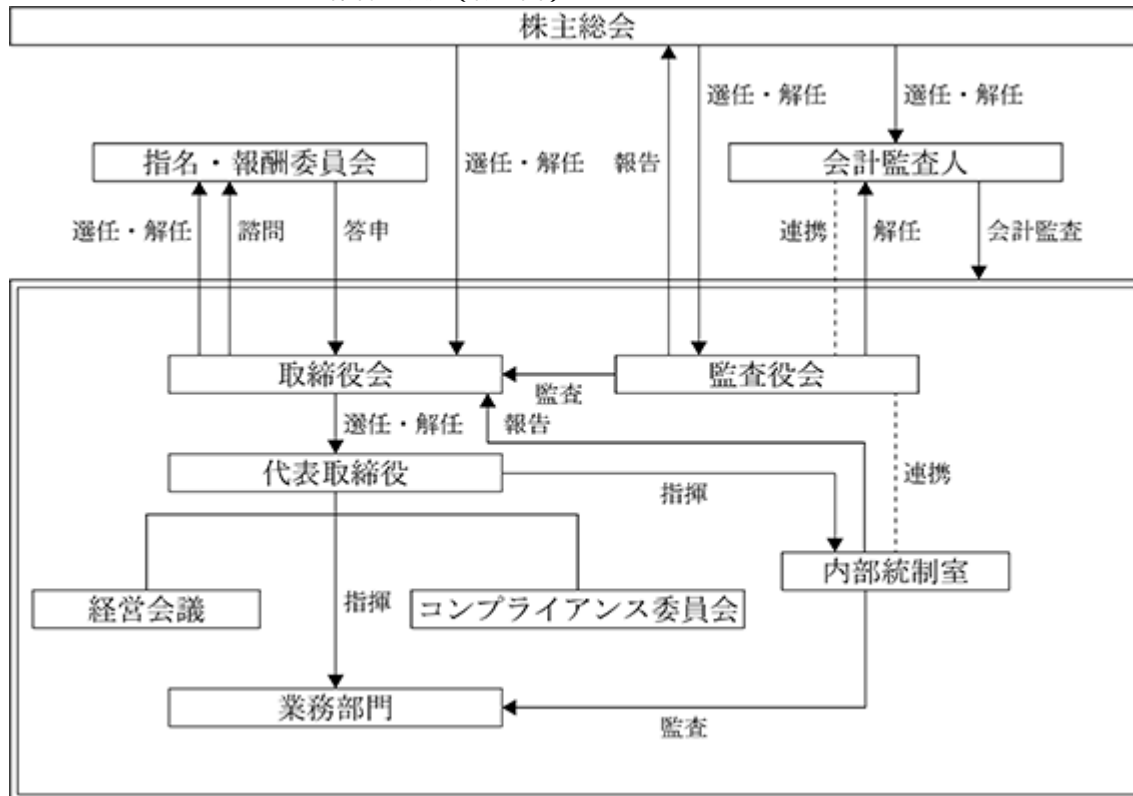 株主総会
選任・解任
選任・解任
選任・解任
報告
指名・報酬委員会
会計監査人
選任・解任
諮問
答申
連携
解任
会計監査
取締役会
監査役会
監査
選任・解任
報告
代表取締役
指揮
連携
内部統制室
経営会議
指揮
コンプライアンス委員会
業務部門
監査